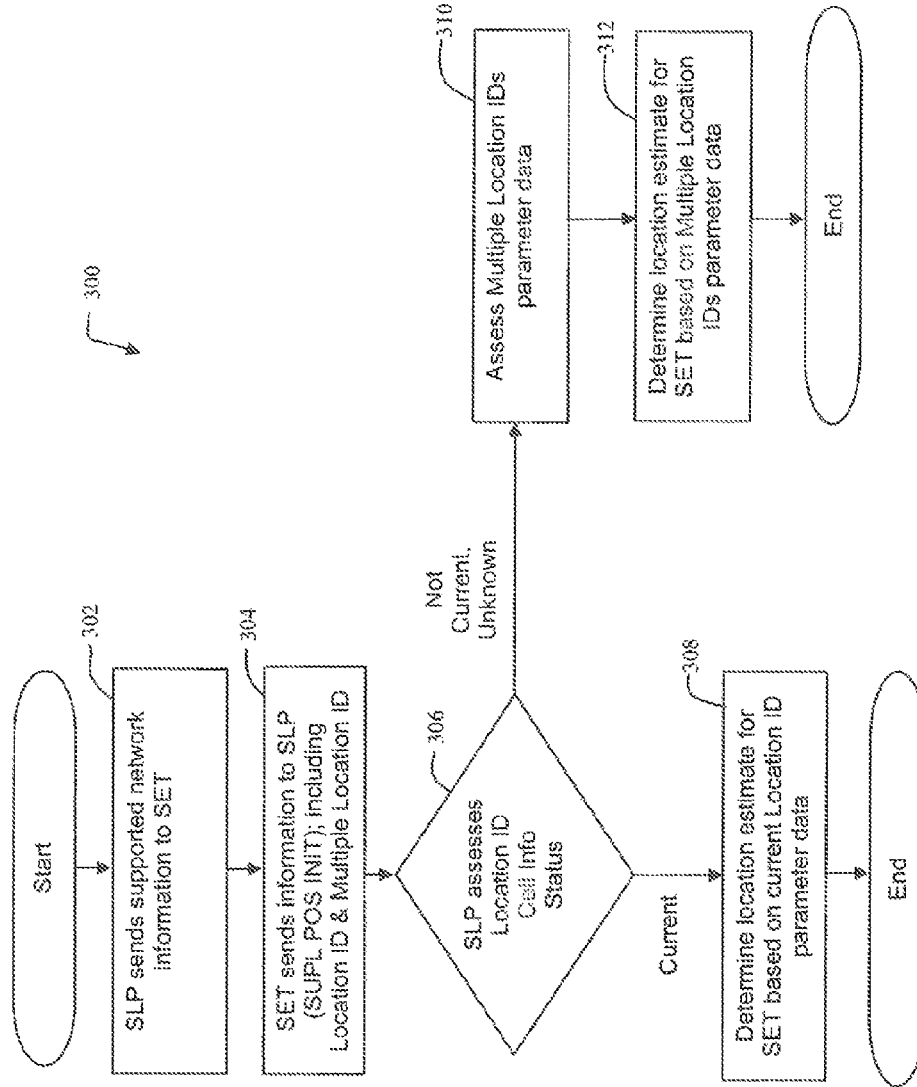 300
Start
302
SLP sends supported network
information to SET
304
SET sends information to SLP
(SUPL POS INIT); including
Location ID & Multiple Location ID
306
SLP assesses
Location ID
Cell Info
Status
Not
Current,
Unknown
Current
308
Determine location estimate for
SET based on current Location ID
parameter data
End
310
Assess Multiple Location IDs
parameter data
312
Determine location estimate for
SET based on Multiple Location
IDs parameter data
End